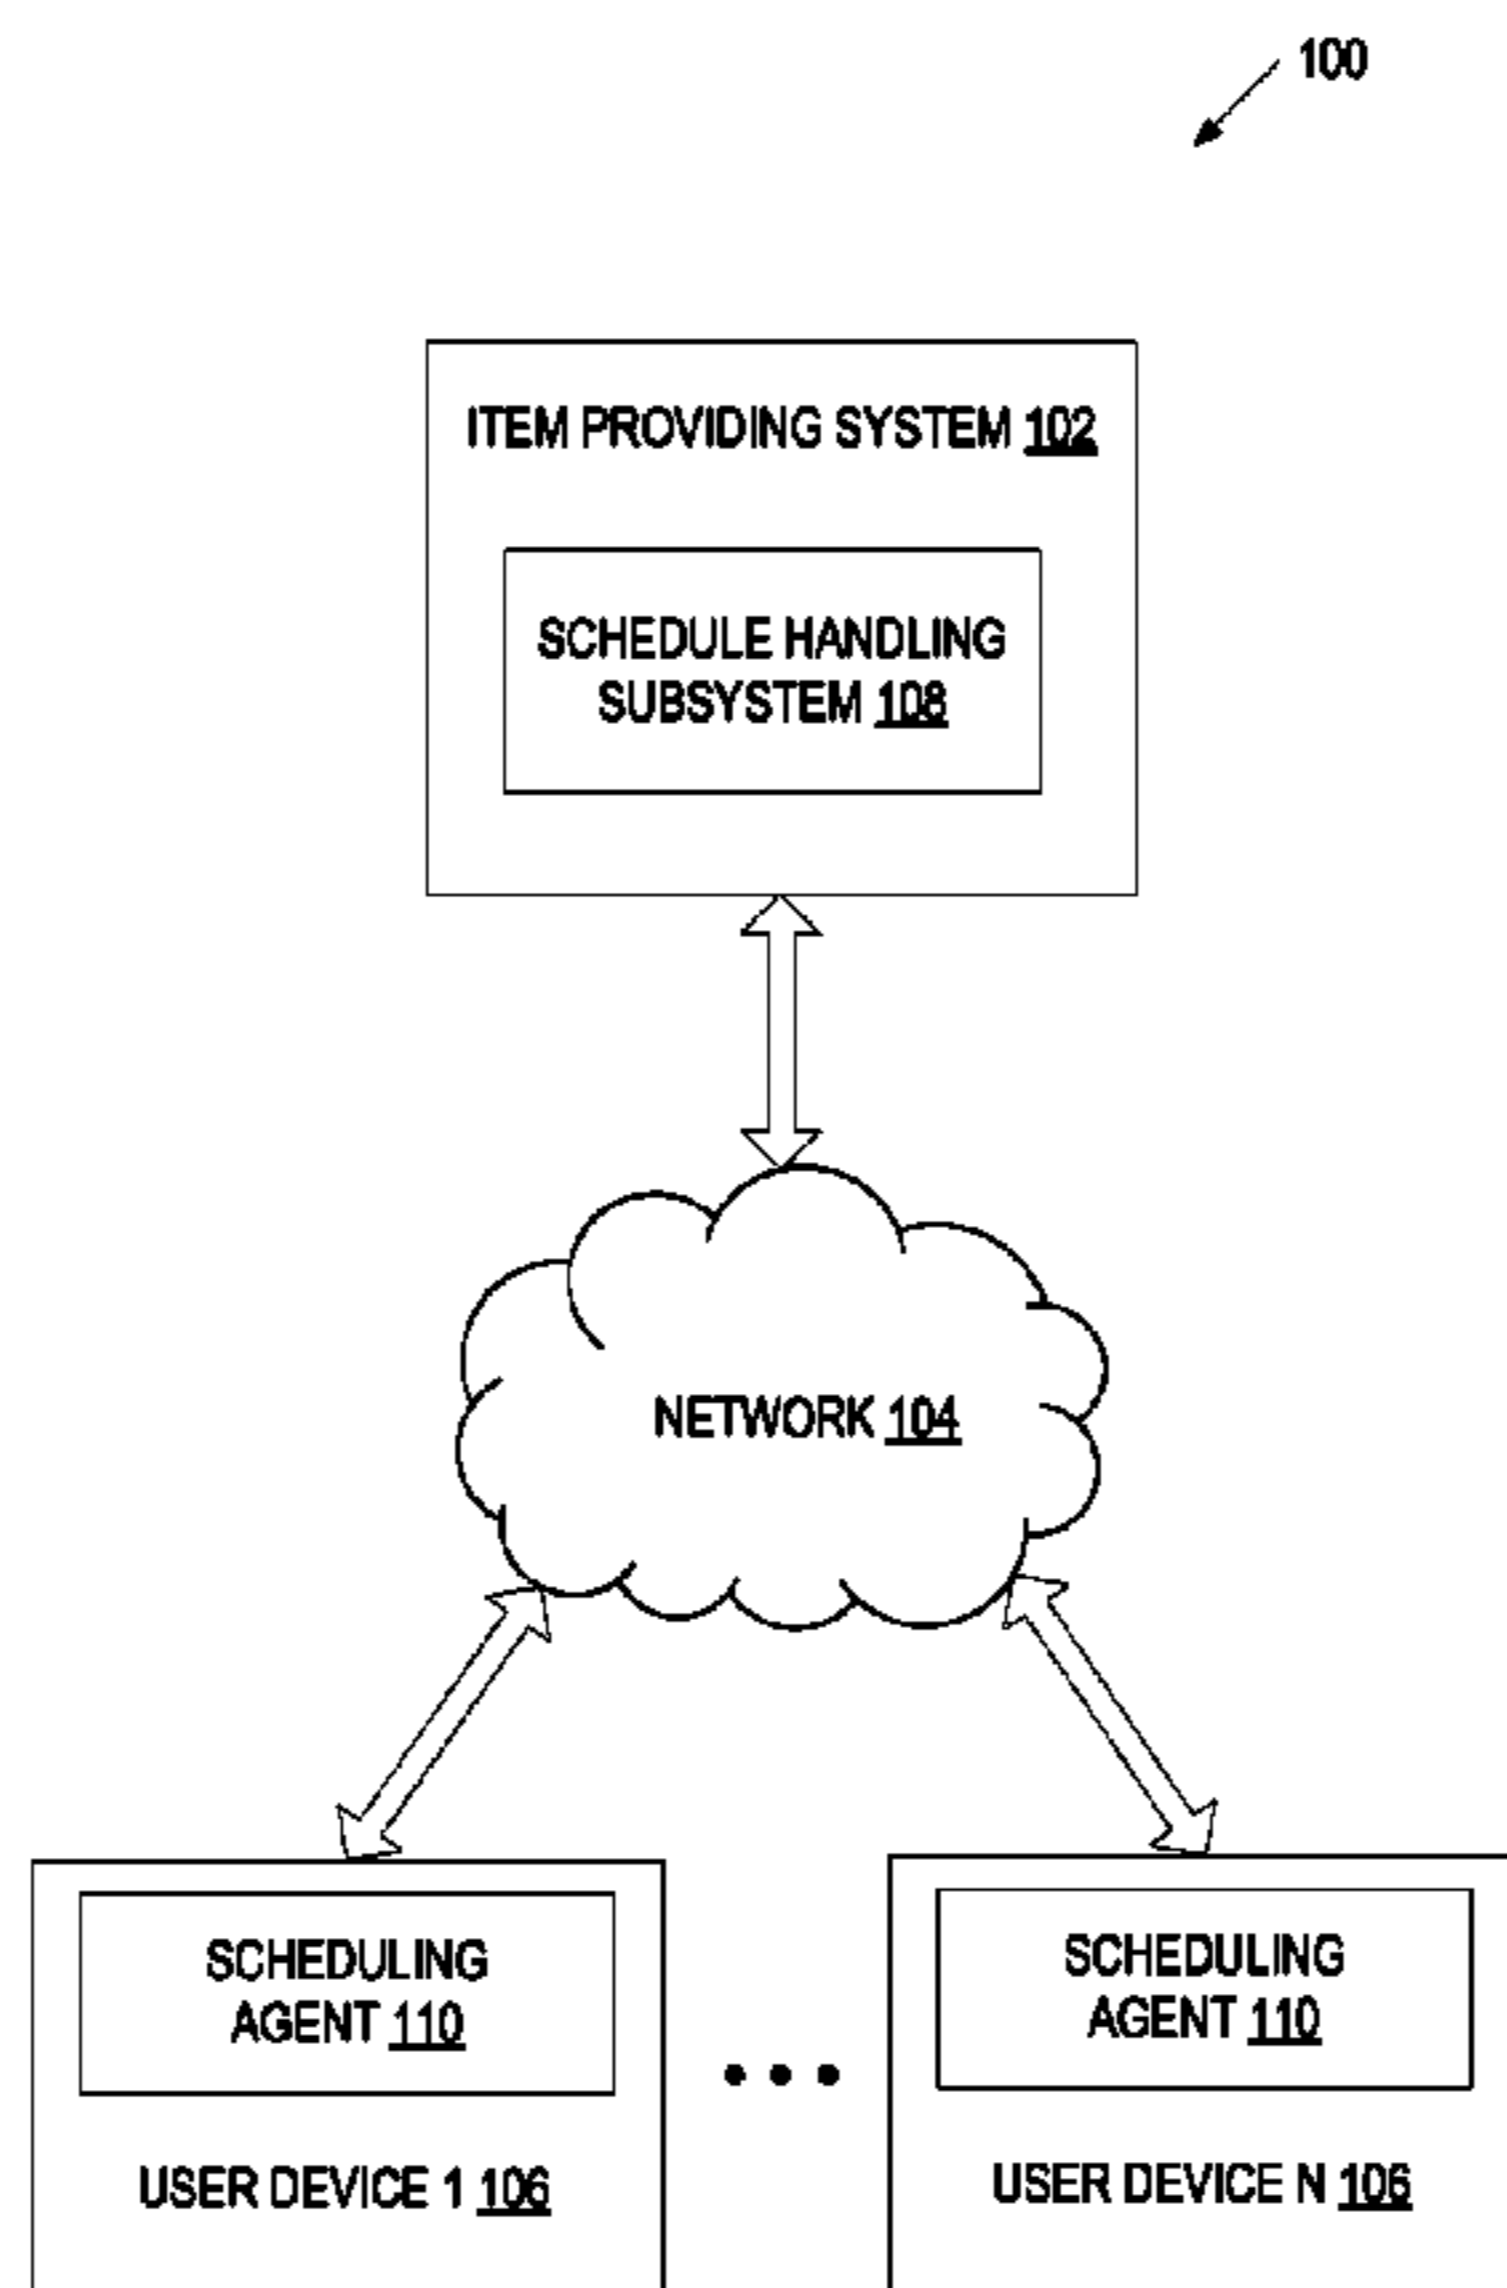 100
ITEM PROVIDING SYSTEM 102
SCHEDULE HANDLING
SUBSYSTEM 108
NETWORK 104
SCHEDULING
AGENT 110
USER DEVICE 1 106
SCHEDULING
AGENT 110
USER DEVICE N 106